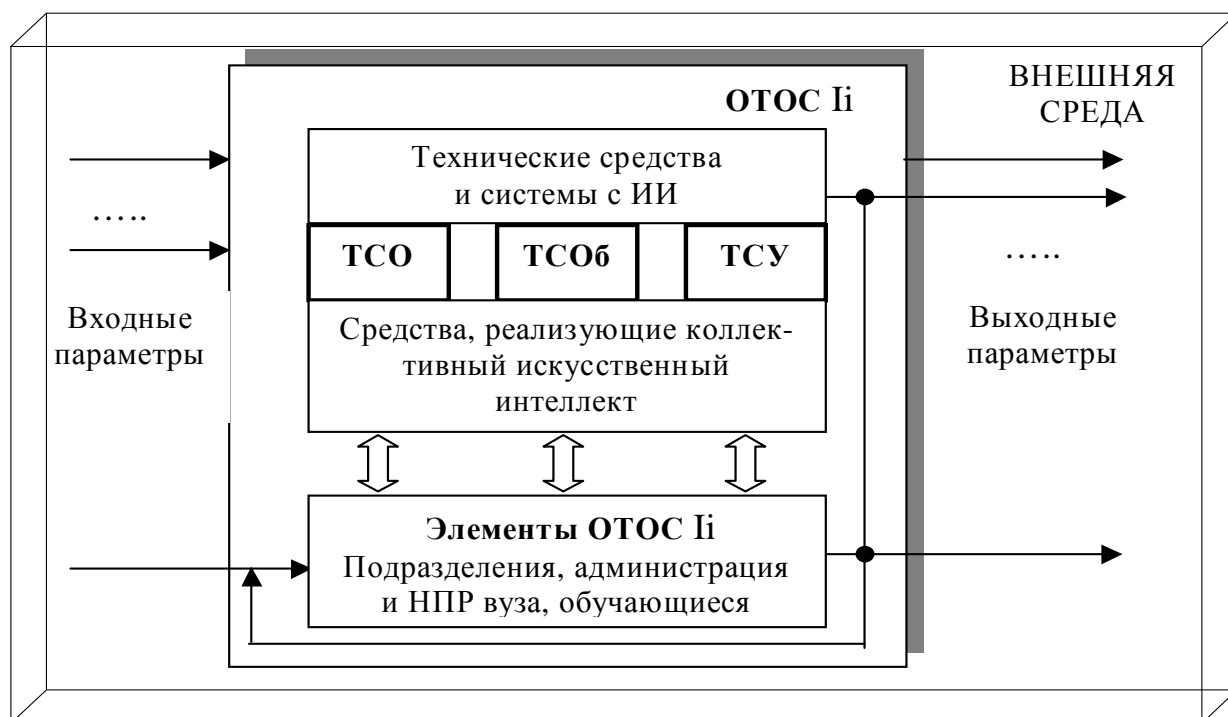 ВНЕШНЯЯ
СРЕДА
ОТОС Ii
Технические средства
и системы с ИИ
…..
ТСО
ТСОб
ТСУ
…..
Входные
параметры
Средства, реализующие коллек-
тивный искусственный
интеллект
Выходные
параметры
Элементы ОТОС Ii
Подразделения, администрация
и НПР вуза, обучающиеся